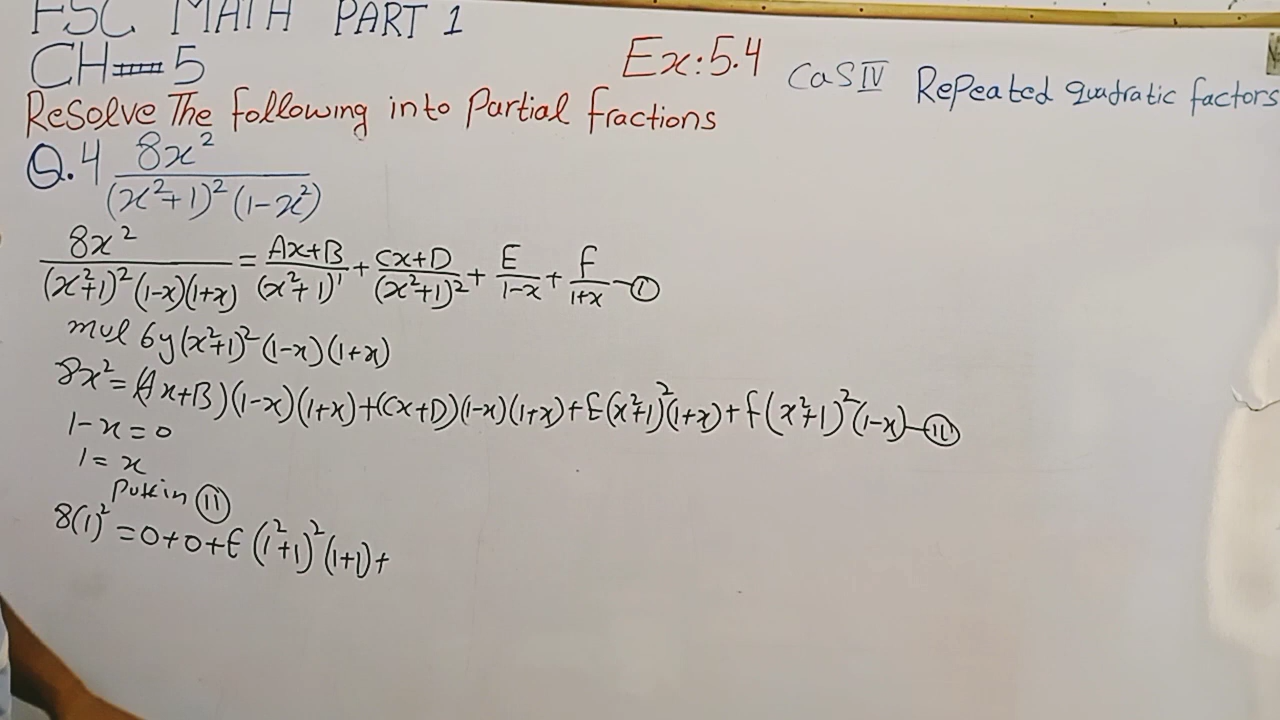 FSC MATH PART 1
CH 5 Ex: 5.4 CaS IV Repeated quadratic factors
Resolve The following into Partial fractions
Q.4 8x² / (x²+1)² (1-x²)
8x² / (x²+1)² (1-x)(1+x) = Ax+B / (x²+1)¹ + Cx+D / (x²+1)² + E / 1-x + F / 1+x — I
mul by (x²+1)² (1-x)(1+x)
8x² = (Ax+B)(1-x)(1+x)+(Cx+D)(1-x)(1+x)+E(x²+1)²(1+x)+F(x²+1)²(1-x) — II
1-x=0
1=x
Put in II
8(1)² = 0+0+E(1²+1)²(1+1)+